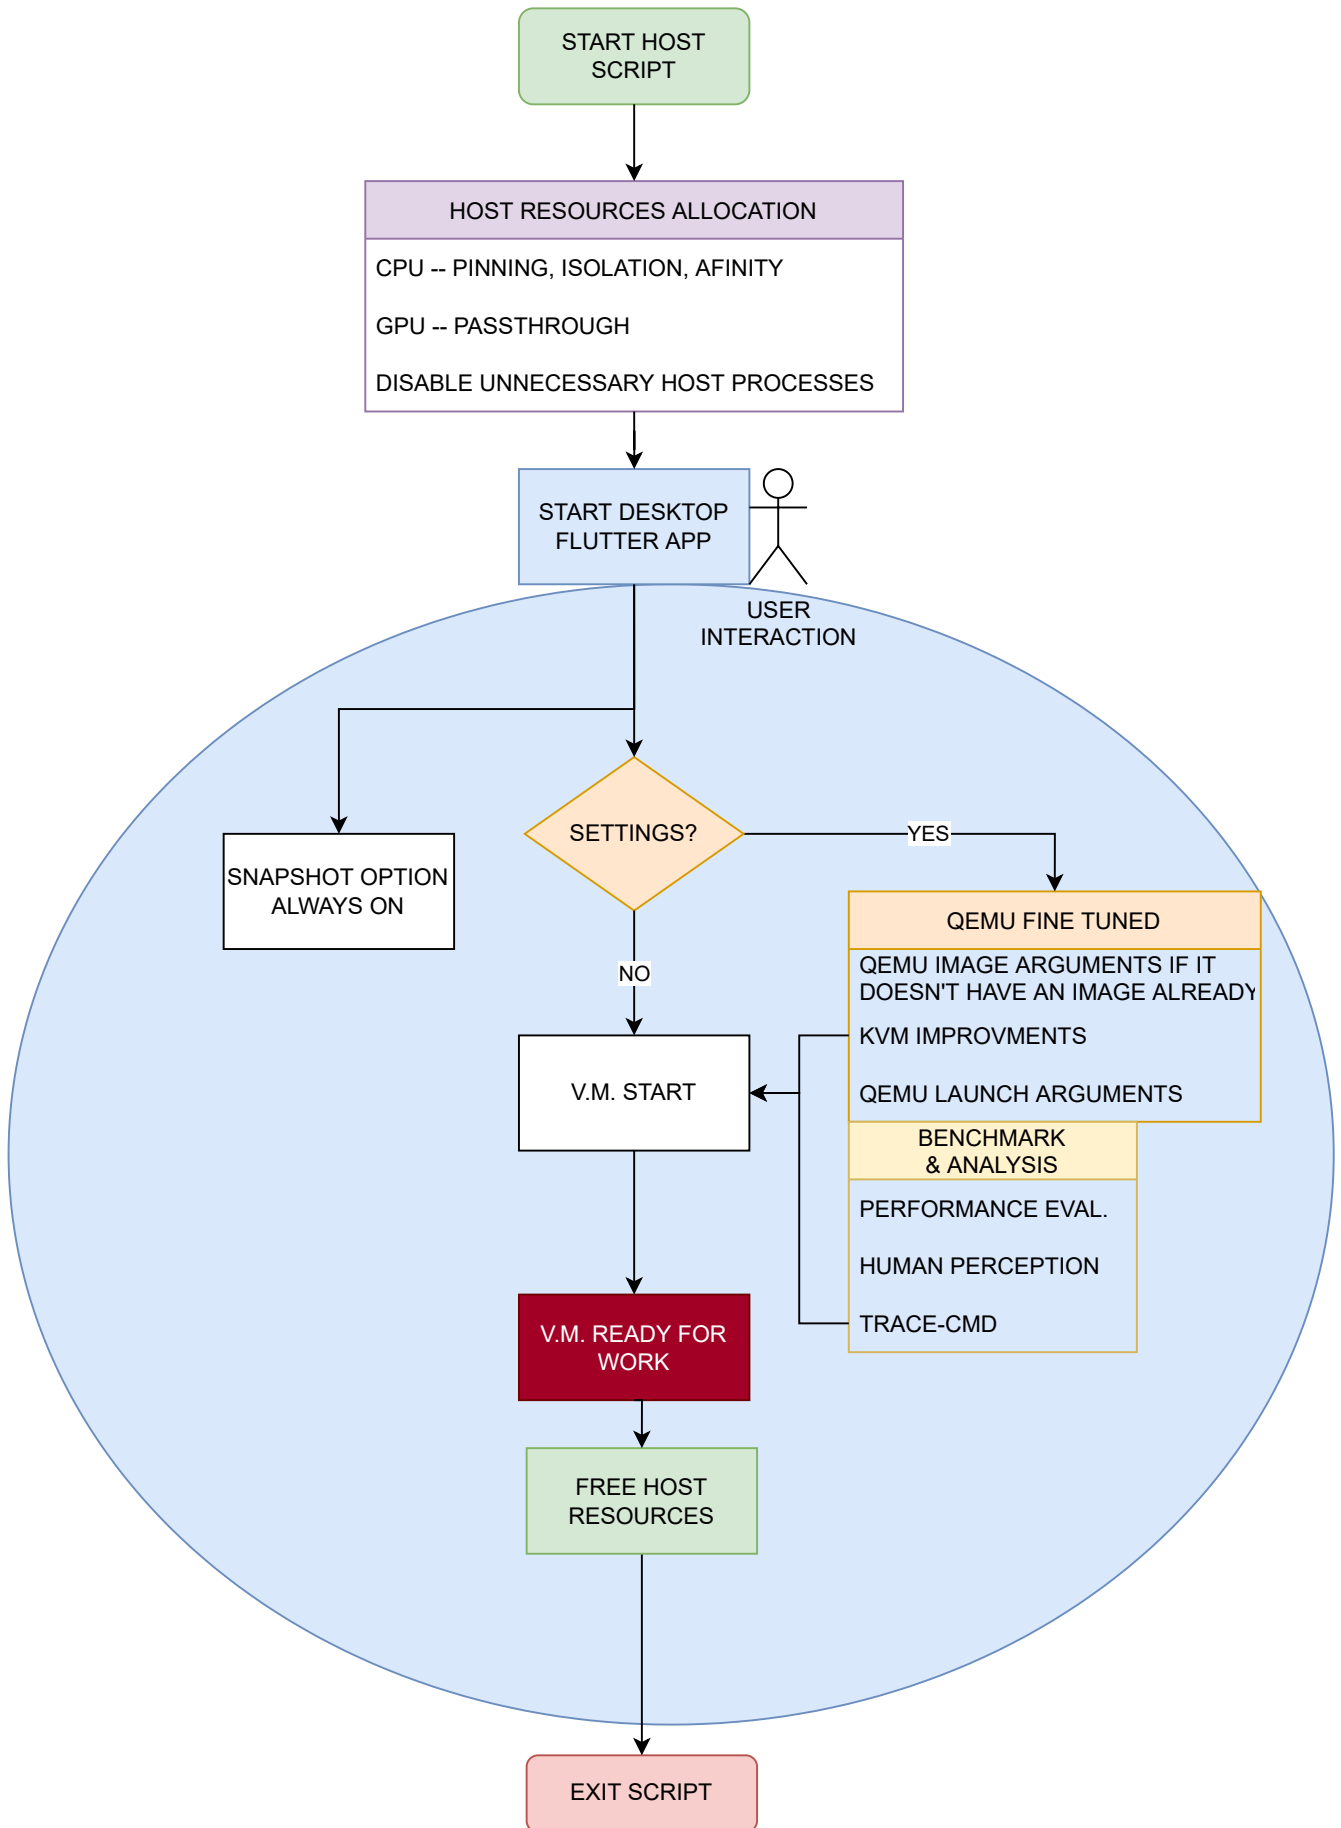 START HOST
SCRIPT
HOST RESOURCES ALLOCATION
CPU -- PINNING, ISOLATION, AFINITY
GPU -- PASSTHROUGH
DISABLE UNNECESSARY HOST PROCESSES
START DESKTOP
FLUTTER APP
USER
INTERACTION
SETTINGS?
YES
SNAPSHOT OPTION
ALWAYS ON
QEMU FINE TUNED
QEMU IMAGE ARGUMENTS IF IT
DOESN'T HAVE AN IMAGE ALREADY
KVM IMPROVMENTS
QEMU LAUNCH ARGUMENTS
NO
V.M. START
BENCHMARK
& ANALYSIS
PERFORMANCE EVAL.
HUMAN PERCEPTION
TRACE-CMD
V.M. READY FOR
WORK
FREE HOST
RESOURCES
EXIT SCRIPT